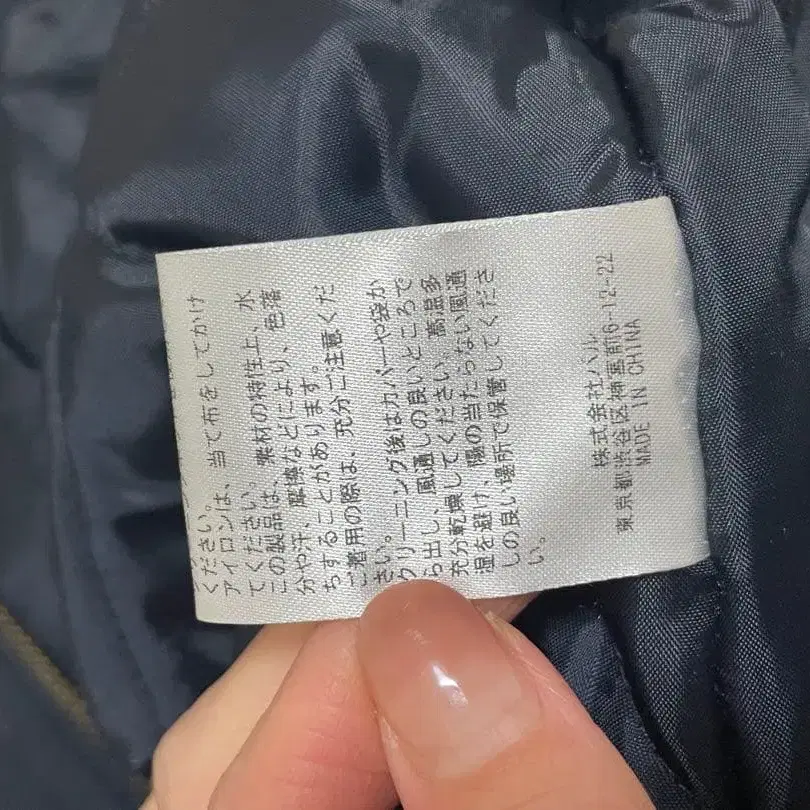 ください。
アイロンは、当て布をしてかけ
てください。
この製品は、素材の特性上、水
分や汗、摩擦などにより、色落
ちすることがあります。
ご着用の際は、充分ご注意くだ
さい。
クリーニング後はカバーや袋か
ら出し、風通しの良いところで
充分乾燥してください。高温多
湿を避け、陽の当たらない風通
しの良い場所で保管してくださ
い。
株式会社パル
東京都渋谷区神宮前6-12-22
MADE IN CHINA